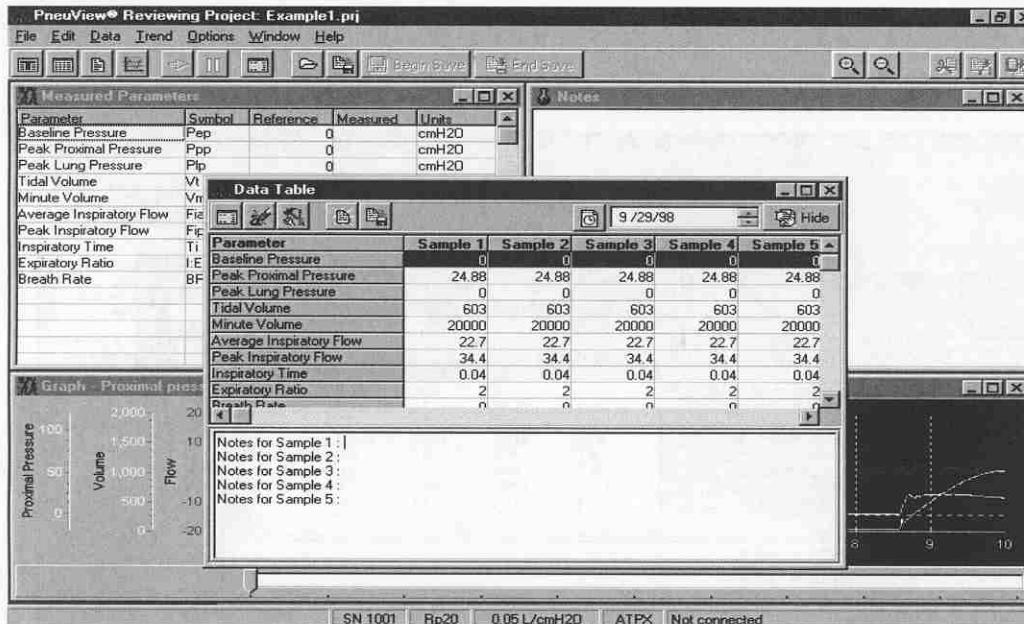 PneuView® Reviewing Project: Example1.prj
File Edit Data Trend Options Window Help
Begin Save End Save
Measured Parameters
Parameter Symbol Reference Measured Units
Baseline Pressure Pep 0 cmH2O
Peak Proximal Pressure Ppp 0 cmH2O
Peak Lung Pressure Plp 0 cmH2O
Tidal Volume Vt
Minute Volume
Average Inspiratory Flow
Peak Inspiratory Flow
Inspiratory Time Ti
Expiratory Ratio I:E
Breath Rate BF
Notes
Data Table
9 /29/98 Hide
Parameter Sample 1 Sample 2 Sample 3 Sample 4 Sample 5
Baseline Pressure 0 0 0 0 0
Peak Proximal Pressure 24.88 24.88 24.88 24.88 24.88
Peak Lung Pressure 0 0 0 0 0
Tidal Volume 603 603 603 603 603
Minute Volume 20000 20000 20000 20000 20000
Average Inspiratory Flow 22.7 22.7 22.7 22.7 22.7
Peak Inspiratory Flow 34.4 34.4 34.4 34.4 34.4
Inspiratory Time 0.04 0.04 0.04 0.04 0.04
Expiratory Ratio 2 2 2 2 2
Breath Rate 0 0 0 0 0
Notes for Sample 1 :
Notes for Sample 2 :
Notes for Sample 3 :
Notes for Sample 4 :
Notes for Sample 5 :
Graph - Proximal press
Proximal Pressure
100
50
0
Volume
2,000
1,500
1,000
500
0
Flow
20
10
-10
-20
8 9 10
SN 1001 Rp20 0.05 L/cmH2O ATPX Not connected